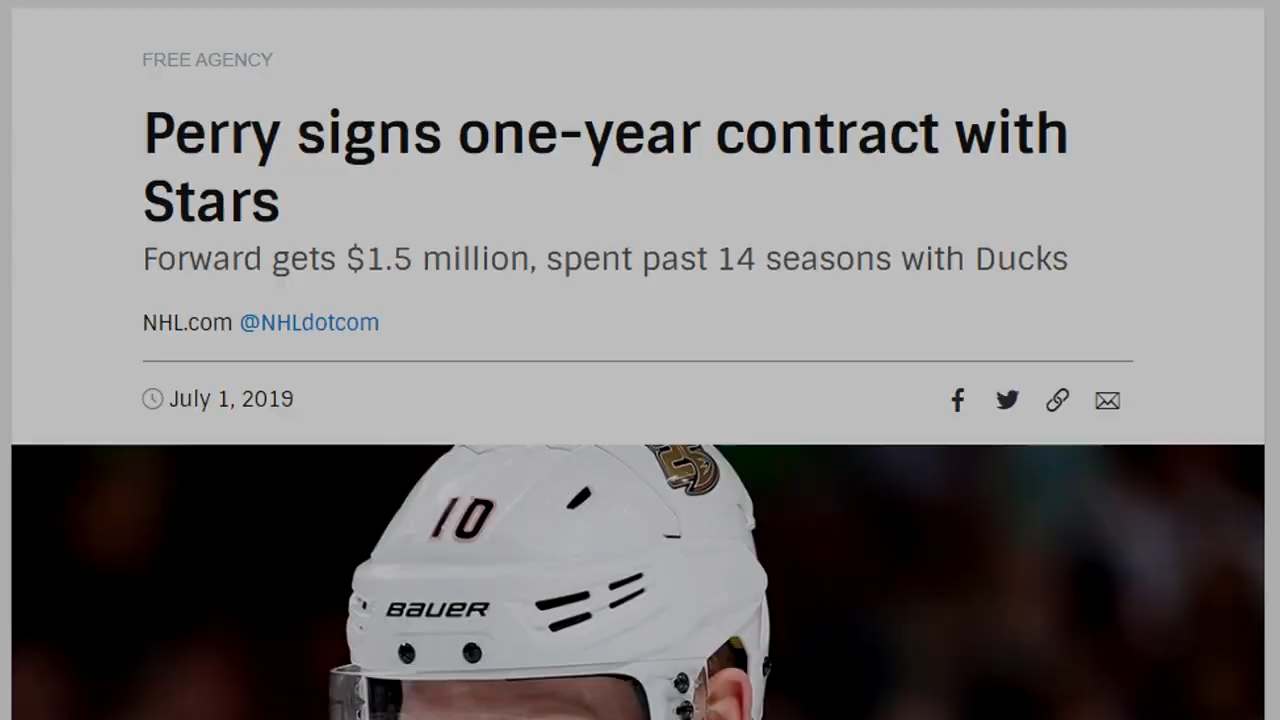 FREE AGENCY
Perry signs one-year contract with
Stars
Forward gets $1.5 million, spent past 14 seasons with Ducks
NHL.com @NHLdotcom
July 1, 2019
10
25
BAUER